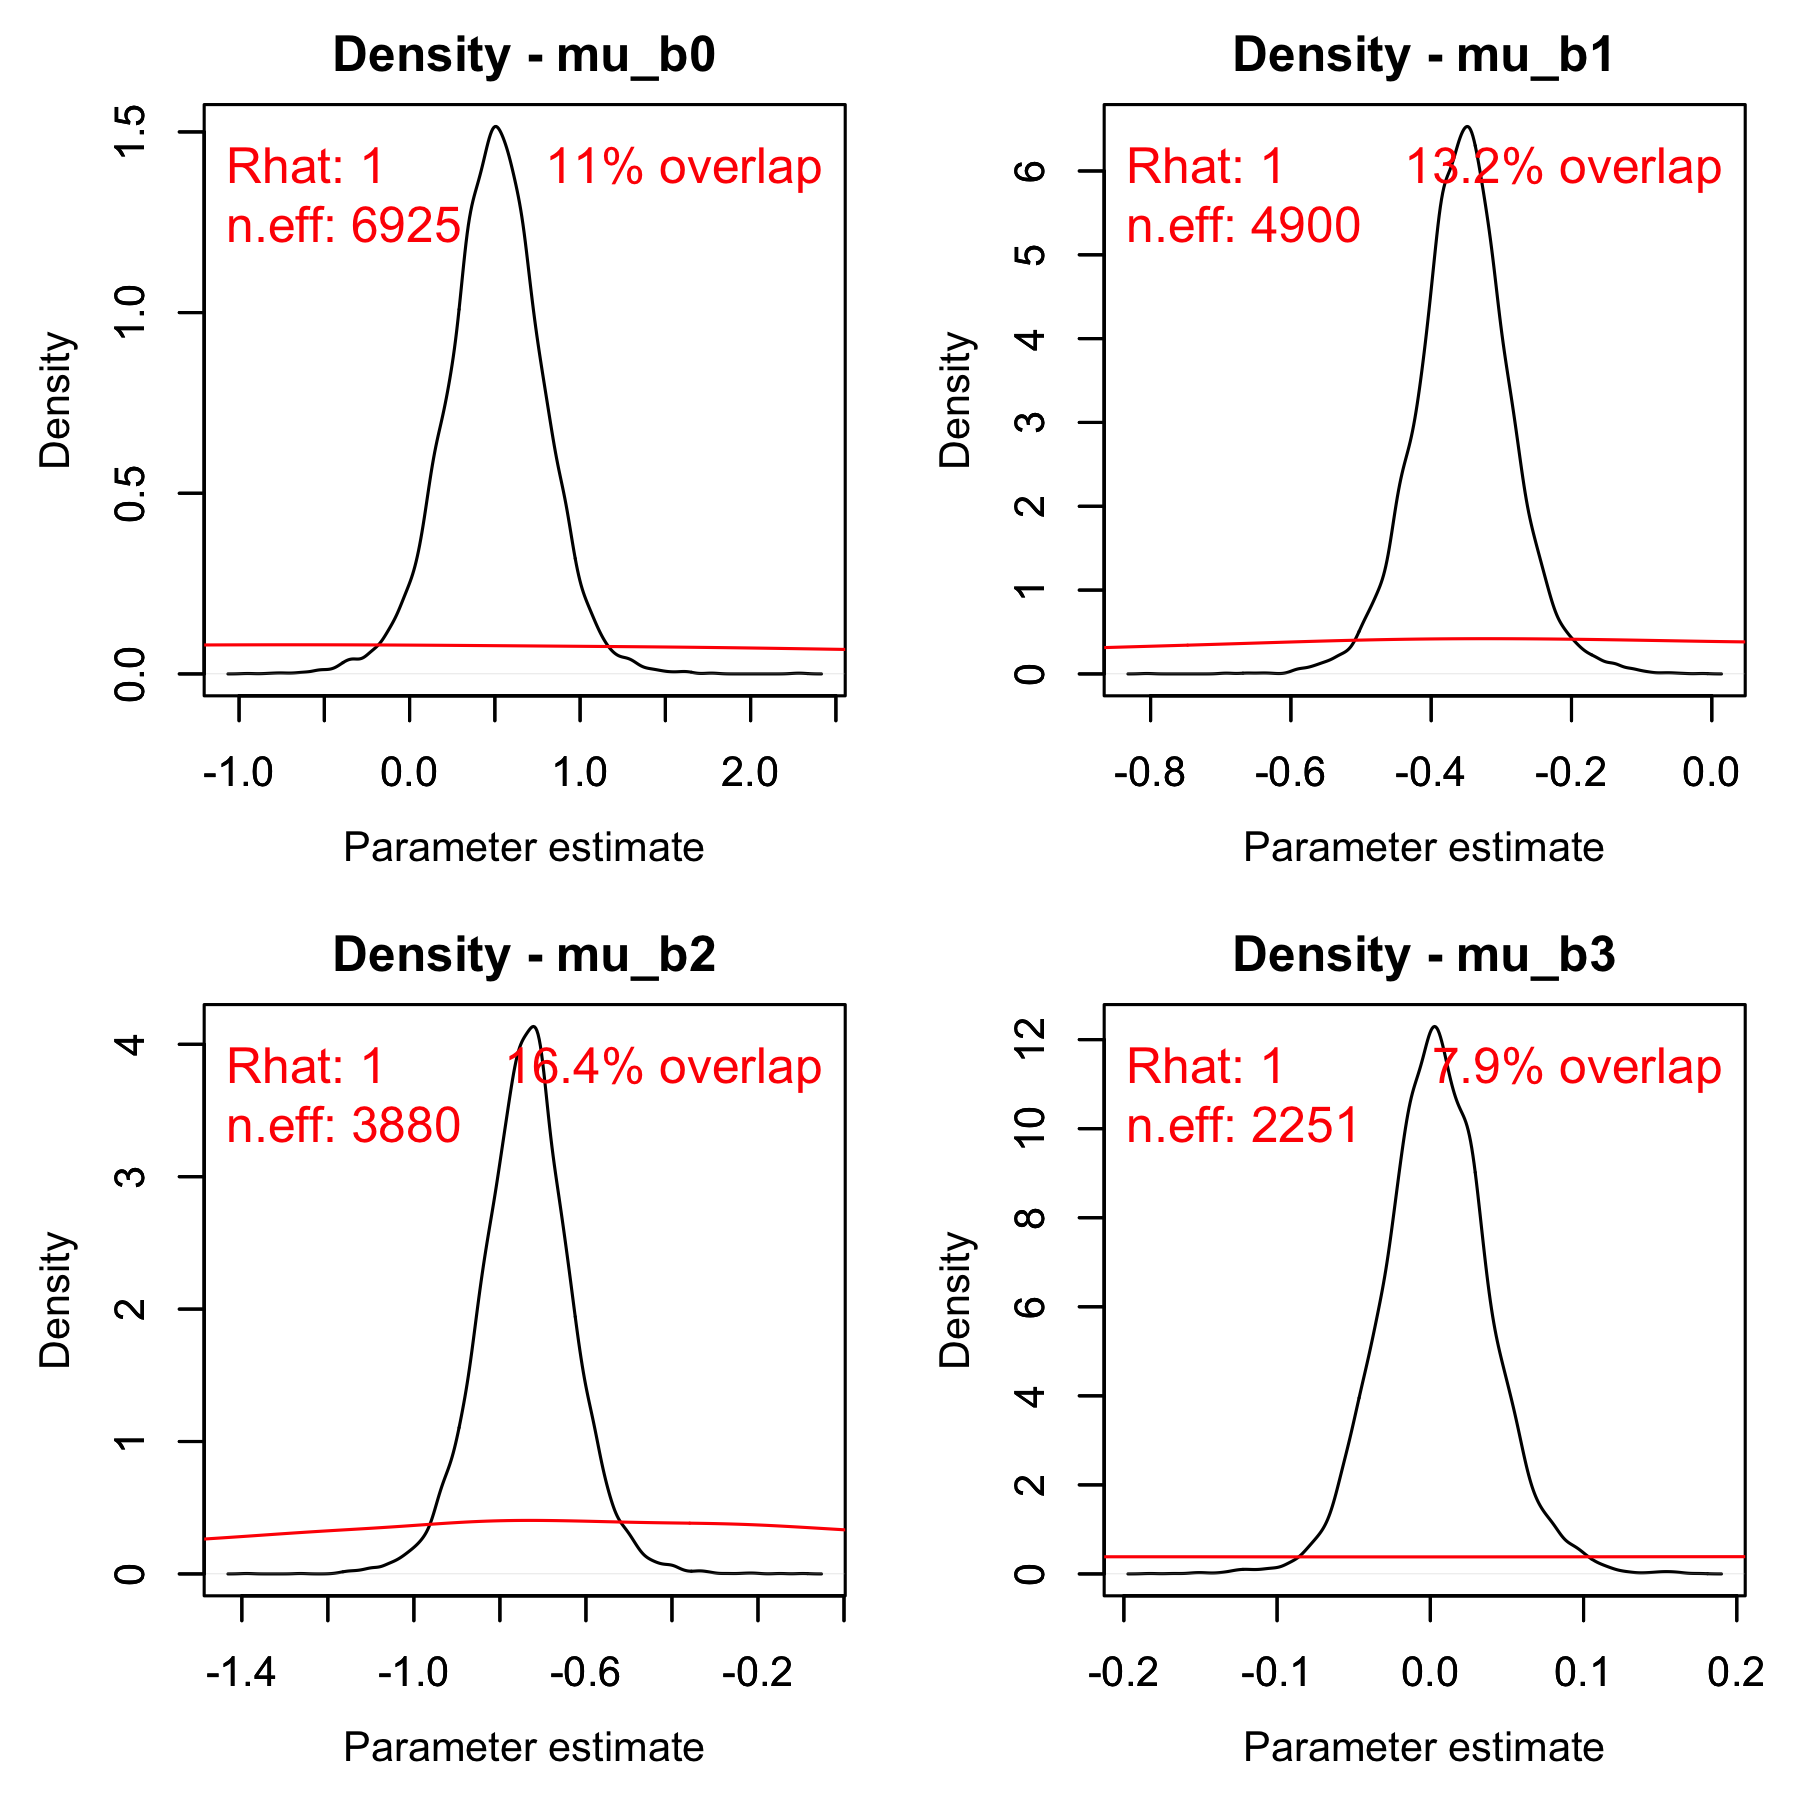 Density - mu_b0
Rhat: 1
n.eff: 6925
11% overlap
Density
0.0
0.5
1.0
1.5
-1.0
0.0
1.0
2.0
Parameter estimate
Density - mu_b1
Rhat: 1
n.eff: 4900
13.2% overlap
Density
0
1
2
3
4
5
6
-0.8
-0.6
-0.4
-0.2
0.0
Parameter estimate
Density - mu_b2
Rhat: 1
n.eff: 3880
16.4% overlap
Density
0
1
2
3
4
-1.4
-1.0
-0.6
-0.2
Parameter estimate
Density - mu_b3
Rhat: 1
n.eff: 2251
7.9% overlap
Density
0
2
4
6
8
10
12
-0.2
-0.1
0.0
0.1
0.2
Parameter estimate